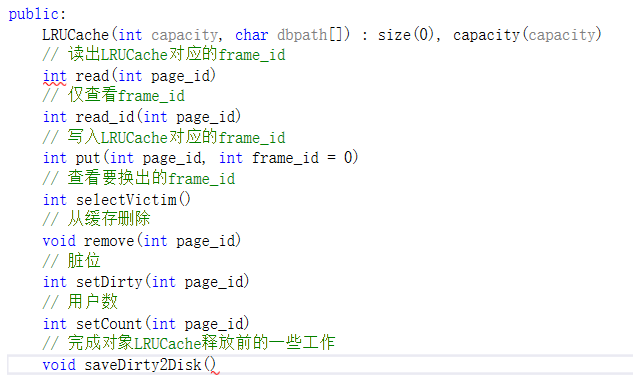 public:
LRUCache(int capacity, char dbpath[]) : size(0), capacity(capacity)
// 读出LRUCache对应的frame_id
int read(int page_id)
// 仅查看frame_id
int read_id(int page_id)
// 写入LRUCache对应的frame_id
int put(int page_id, int frame_id = 0)
// 查看要换出的frame_id
int selectVictim()
// 从缓存删除
void remove(int page_id)
// 脏位
int setDirty(int page_id)
// 用户数
int setCount(int page_id)
// 完成对象LRUCache释放前的一些工作
void saveDirty2Disk()